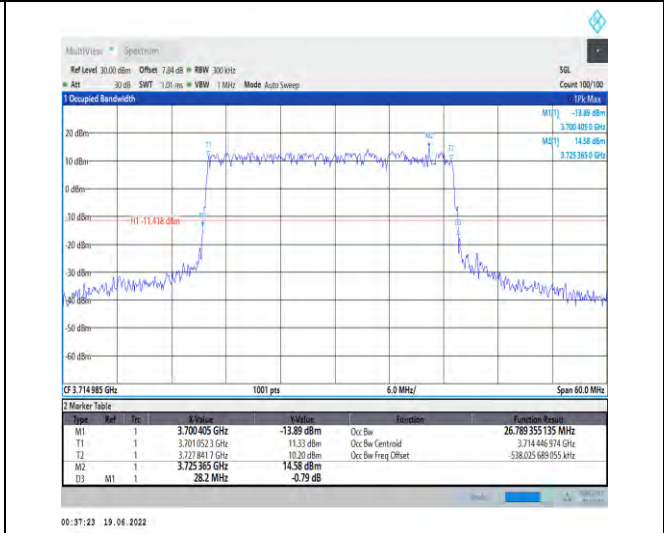 MultiView Spectrum
Ref Level 30.00 dBm Offset 7.84 dB RBW 300 kHz SGL
Att 30 dB SWT 1.01 ms VBW 1 MHz Mode Auto Sweep Count 100/100
1 Occupied Bandwidth 1Pk Max
M1[1] -13.89 dBm
3.700 405 0 GHz
20 dBm M2[1] 14.58 dBm
3.725 365 0 GHz
T1 M2 T2
10 dBm
0 dBm
-10 dBm
H1 -11.418 dBm
-20 dBm
-30 dBm
-40 dBm
-50 dBm
-60 dBm
CF 3.714 985 GHz 1001 pts 6.0 MHz/ Span 60.0 MHz
2 Marker Table
Type Ref Trc X-Value Y-Value Function Function Result
M1 1 3.700 405 GHz -13.89 dBm Occ Bw 26.789 355 135 MHz
T1 1 3.701 052 3 GHz 11.33 dBm Occ Bw Centroid 3.714 446 974 GHz
T2 1 3.727 841 7 GHz 10.20 dBm Occ Bw Freq Offset -538.025 689 055 kHz
M2 1 3.725 365 GHz 14.58 dBm
D3 M1 1 28.2 MHz -0.79 dB
00:37:23 19.06.2022